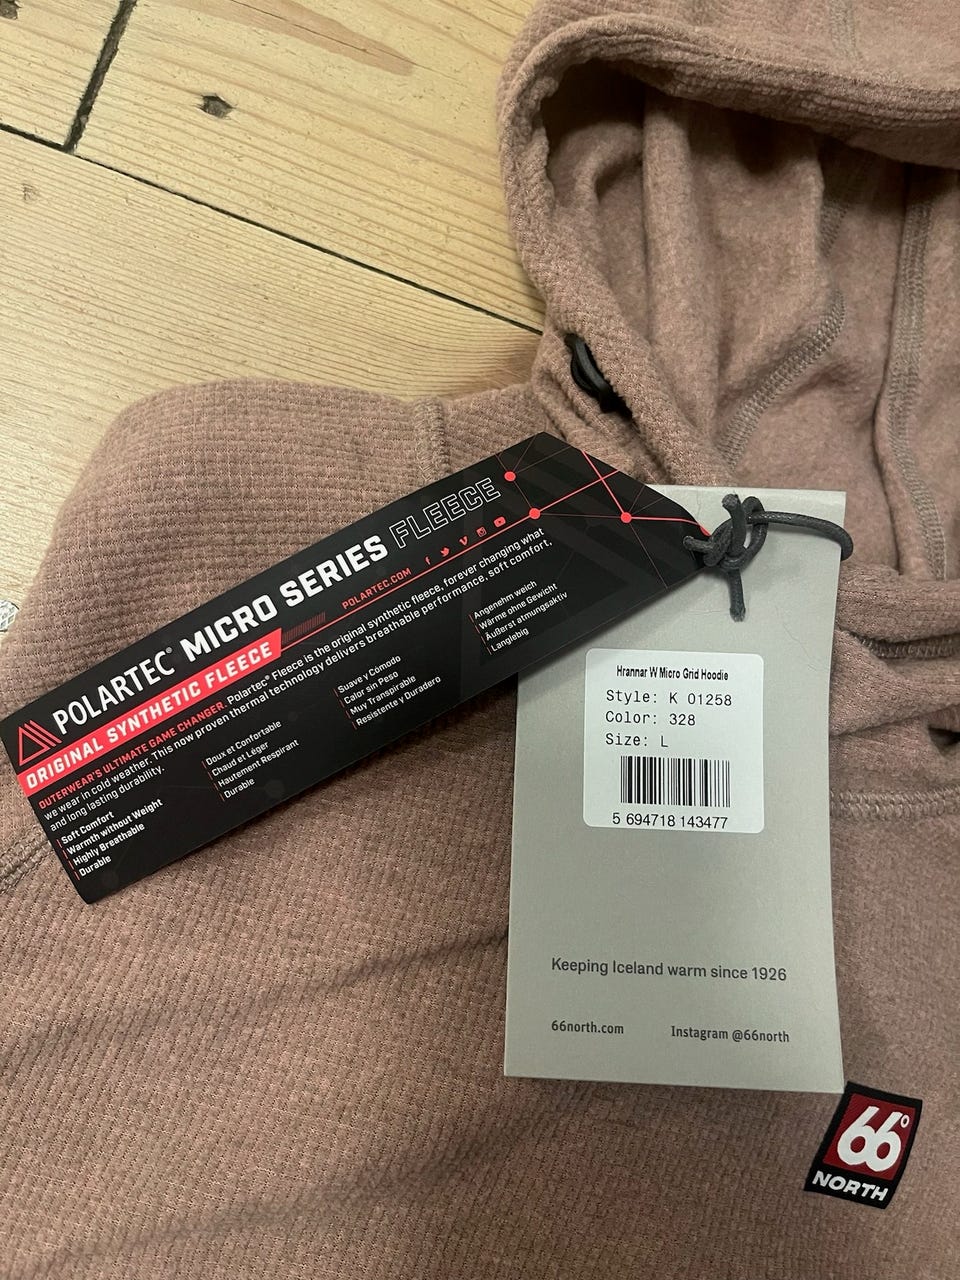 POLARTEC® MICRO SERIES FLEECE
ORIGINAL SYNTHETIC FLEECE
POLARTEC.COM
OUTERWEAR'S ULTIMATE GAME CHANGER. Polartec® Fleece is the original synthetic fleece, forever changing what
we wear in cold weather. This now proven thermal technology delivers breathable performance, soft comfort,
and long lasting durability.
Soft Comfort
Warmth without Weight
Highly Breathable
Durable
Doux et Confortable
Chaud et Léger
Hautement Respirant
Durable
Suave y Cómodo
Calor sin Peso
Muy Transpirable
Resistente y Duradero
Angenehm weich
Wärme ohne Gewicht
Äußerst atmungsaktiv
Langlebig
Hrannar W Micro Grid Hoodie
Style: K 01258
Color: 328
Size: L
5 694718 143477
Keeping Iceland warm since 1926
66north.com
Instagram @66north
66°
NORTH